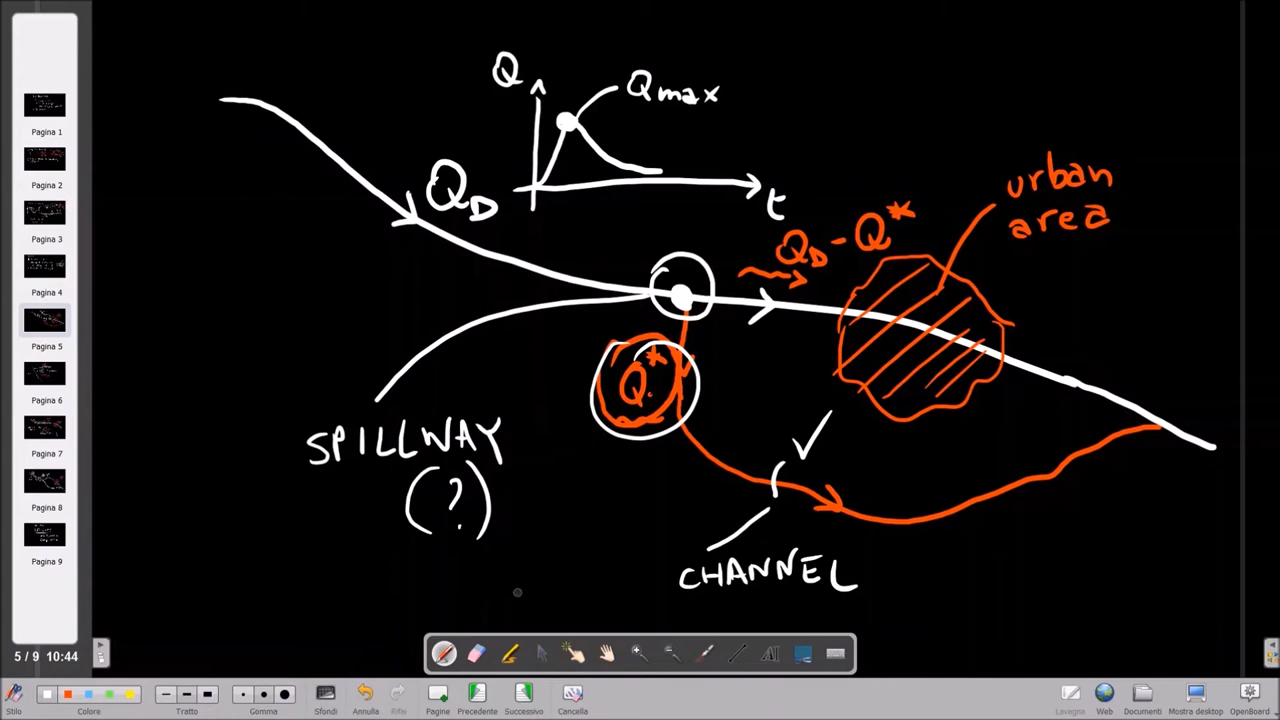 Q
Qmax
t
QD
urban
area
QD - Q*
Q*
SPILLWAY
(?)
CHANNEL
Pagina 1
Pagina 2
Pagina 3
Pagina 4
Pagina 5
Pagina 6
Pagina 7
Pagina 8
Pagina 9
5 / 9 10:44
AI
Stilo
Colore
Tratto
Gomma
Sfondi
Annulla
Rifai
Pagine
Precedente
Successivo
Cancella
Lavagna
Web
Documenti
Mostra desktop
OpenBoard